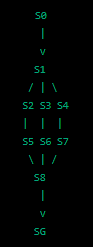 S0
|
v
S1
/ | \
S2 S3 S4
| | |
S5 S6 S7
\ | /
S8
|
v
SG